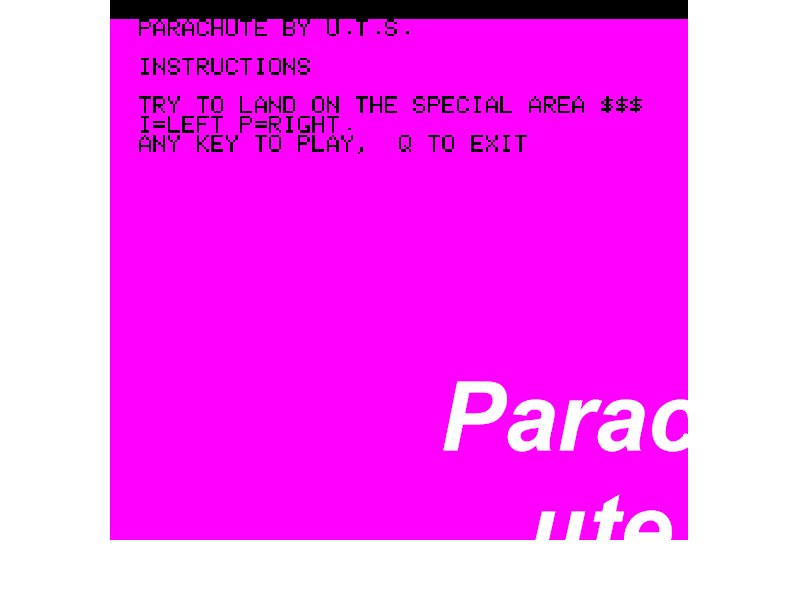 PARACHUTE BY U.T.S.
INSTRUCTIONS
TRY TO LAND ON THE SPECIAL AREA $$$
I=LEFT P=RIGHT.
ANY KEY TO PLAY,  Q TO EXIT
Parac
ute